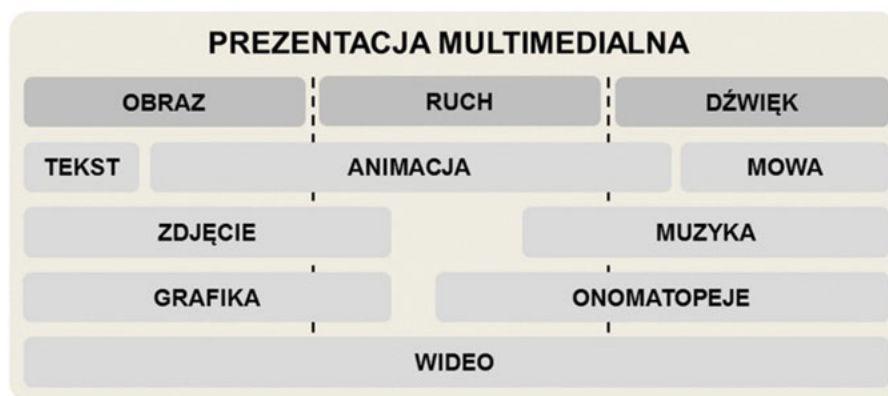 PREZENTACJA MULTIMEDIALNA
OBRAZ RUCH DŹWIĘK
TEKST ANIMACJA MOWA
ZDJĘCIE MUZYKA
GRAFIKA ONOMATOPEJE
WIDEO